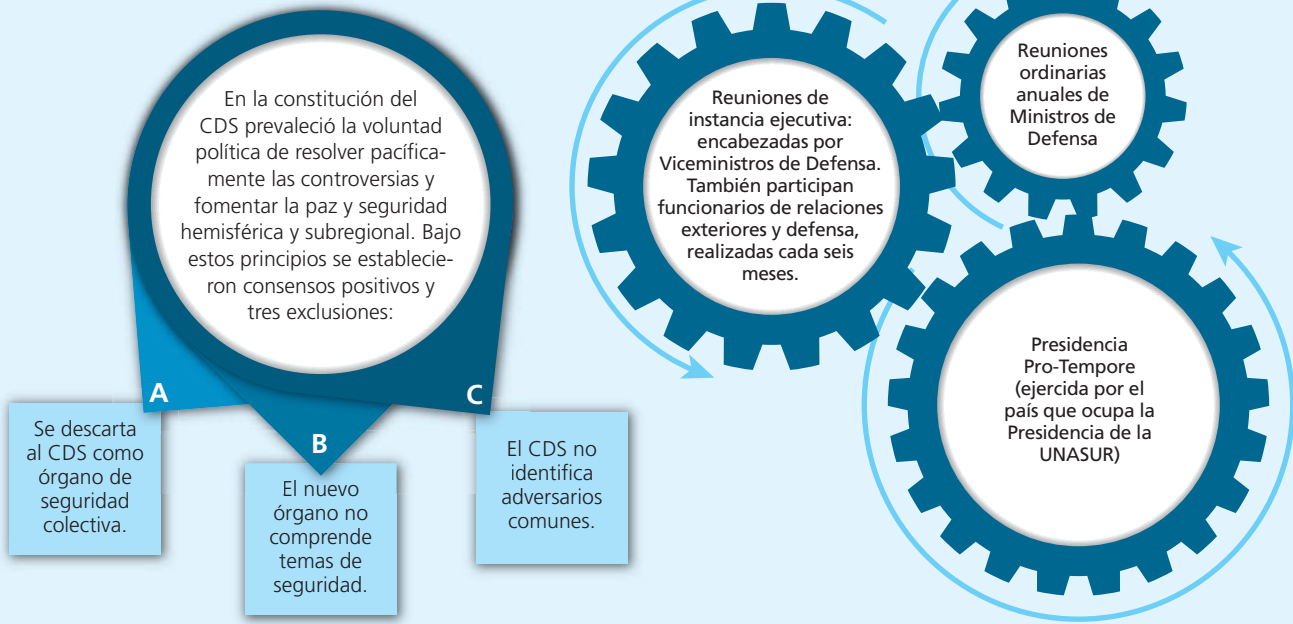 En la constitución del
CDS prevaleció la voluntad
política de resolver pacífica-
mente las controversias y
fomentar la paz y seguridad
hemisférica y subregional. Bajo
estos principios se establecie-
ron consensos positivos y
tres exclusiones:
A
Se descarta
al CDS como
órgano de
seguridad
colectiva.
B
El nuevo
órgano no
comprende
temas de
seguridad.
C
El CDS no
identifica
adversarios
comunes.
Reuniones de
instancia ejecutiva:
encabezadas por
Viceministros de Defensa.
También participan
funcionarios de relaciones
exteriores y defensa,
realizadas cada seis
meses.
Reuniones
ordinarias
anuales de
Ministros de
Defensa
Presidencia
Pro-Tempore
(ejercida por el
país que ocupa la
Presidencia de la
UNASUR)